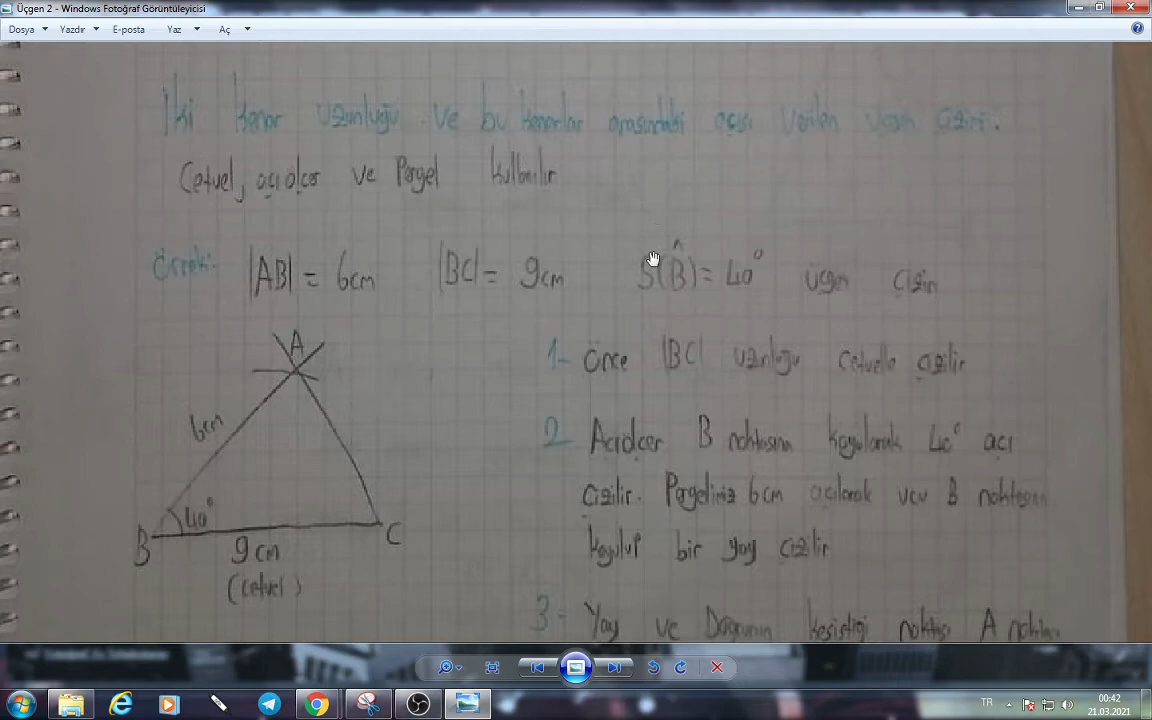 Üçgen 2 - Windows Fotoğraf Görüntüleyicisi
Dosya Yazdır E-posta Yaz Aç
İki kenar uzunluğu ve bu kenarlar arasındaki açısı verilen üçgen çizimi.
Cetvel, açıölçer ve Pergel kullanılır
Örnek: |AB| = 6cm |BC| = 9cm S(B̂) = 40° üçgen çizin
A
6cm
40°
B C
9cm
(cetvel)
1- Önce |BC| uzunluğu cetvelle çizilir
2- Açıölçer B noktasına koyularak 40° açı
çizilir. Pergelimiz 6cm açılarak ucu B noktasına
koyulup bir yay çizilir
3- Yay ve Doğrunun kesiştiği noktası A noktası
TR 00:42
21.03.2021